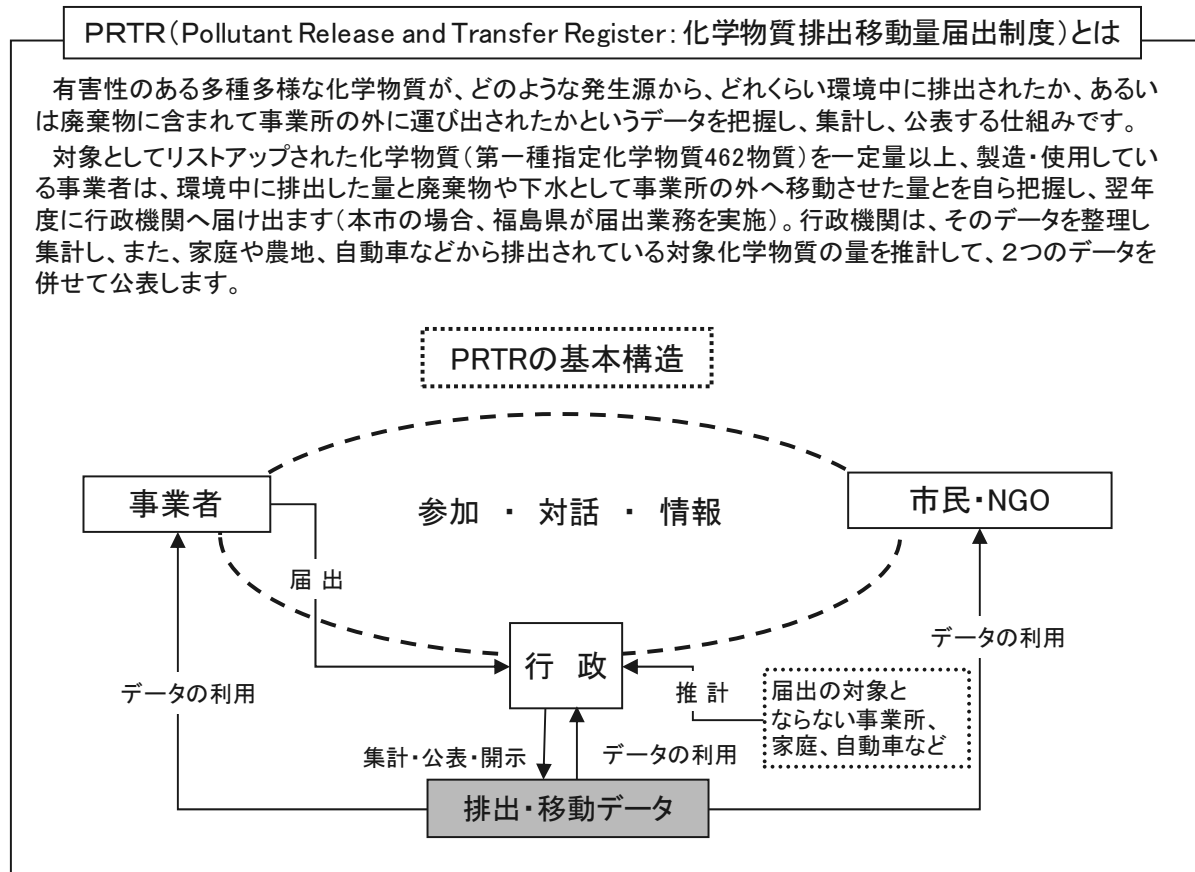 PRTR（Pollutant Release and Transfer Register：化学物質排出移動量届出制度）とは
有害性のある多種多様な化学物質が、どのような発生源から、どれくらい環境中に排出されたか、あるい
は廃棄物に含まれて事業所の外に運び出されたかというデータを把握し、集計し、公表する仕組みです。
対象としてリストアップされた化学物質（第一種指定化学物質462物質）を一定量以上、製造・使用してい
る事業者は、環境中に排出した量と廃棄物や下水として事業所の外へ移動させた量とを自ら把握し、翌年
度に行政機関へ届け出ます（本市の場合、福島県が届出業務を実施）。行政機関は、そのデータを整理し
集計し、また、家庭や農地、自動車などから排出されている対象化学物質の量を推計して、２つのデータを
併せて公表します。
PRTRの基本構造
事業者
参加 ・ 対話 ・ 情報
市民・NGO
届 出
行 政
データの利用
データの利用
推 計
届出の対象と
ならない事業所、
家庭、自動車など
集計・公表・開示
データの利用
排出・移動データ